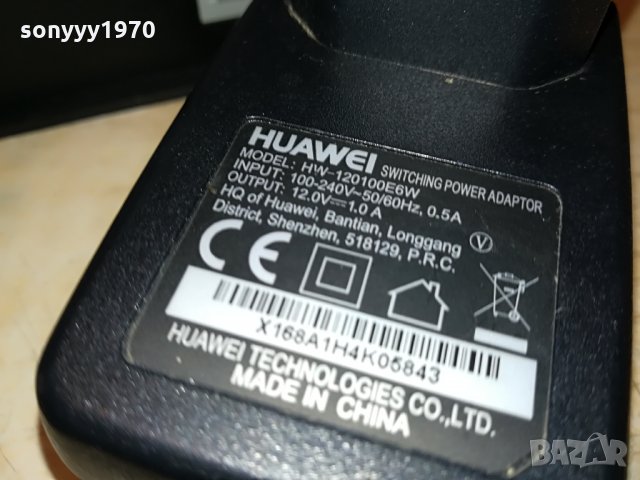 sonyyy1970
HUAWEI SWITCHING POWER ADAPTOR
MODEL: HW-120100E6W
INPUT: 100-240V~50/60Hz, 0.5A
OUTPUT: 12.0V⎓1.0 A
HQ of Huawei, Bantian, Longgang
District, Shenzhen, 518129, P.R.C.
V
CE
X168A1H4K05843
HUAWEI TECHNOLOGIES CO.,LTD.
MADE IN CHINA
BAZAR